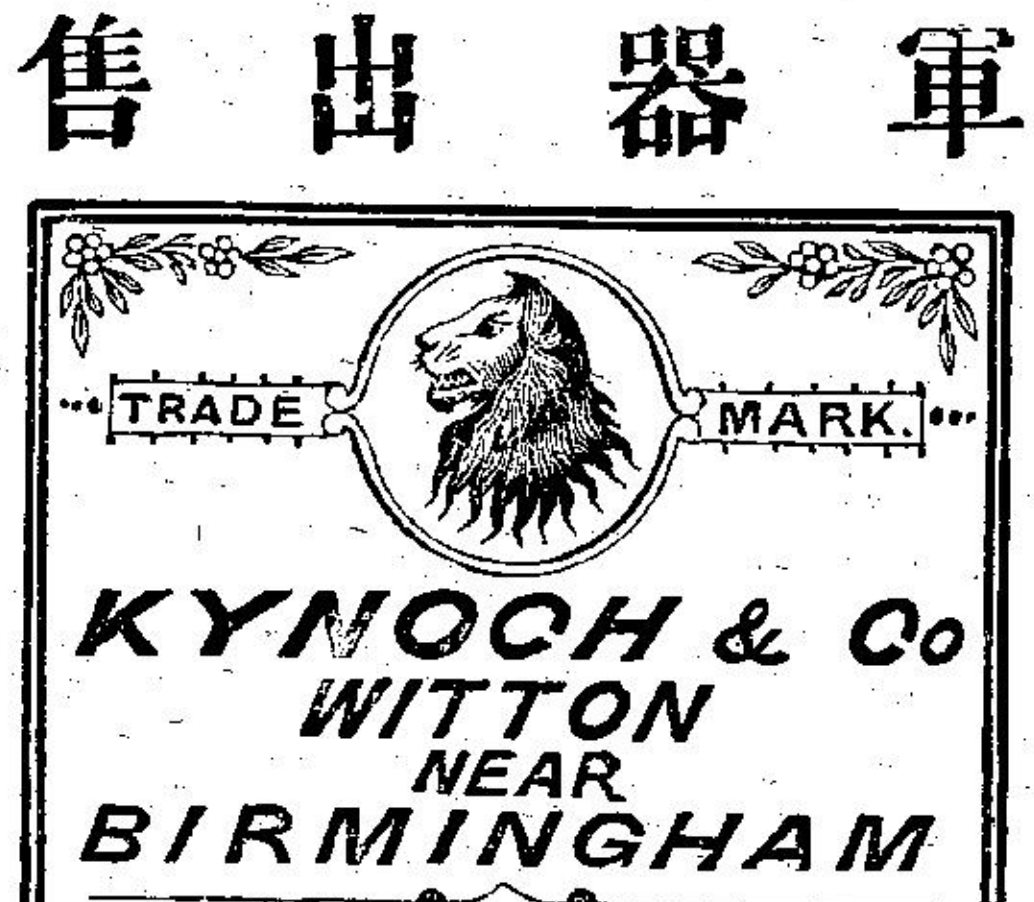 軍器出售
TRADE MARK.
KYNOCH & Co
WITTON
NEAR
BIRMINGHAM